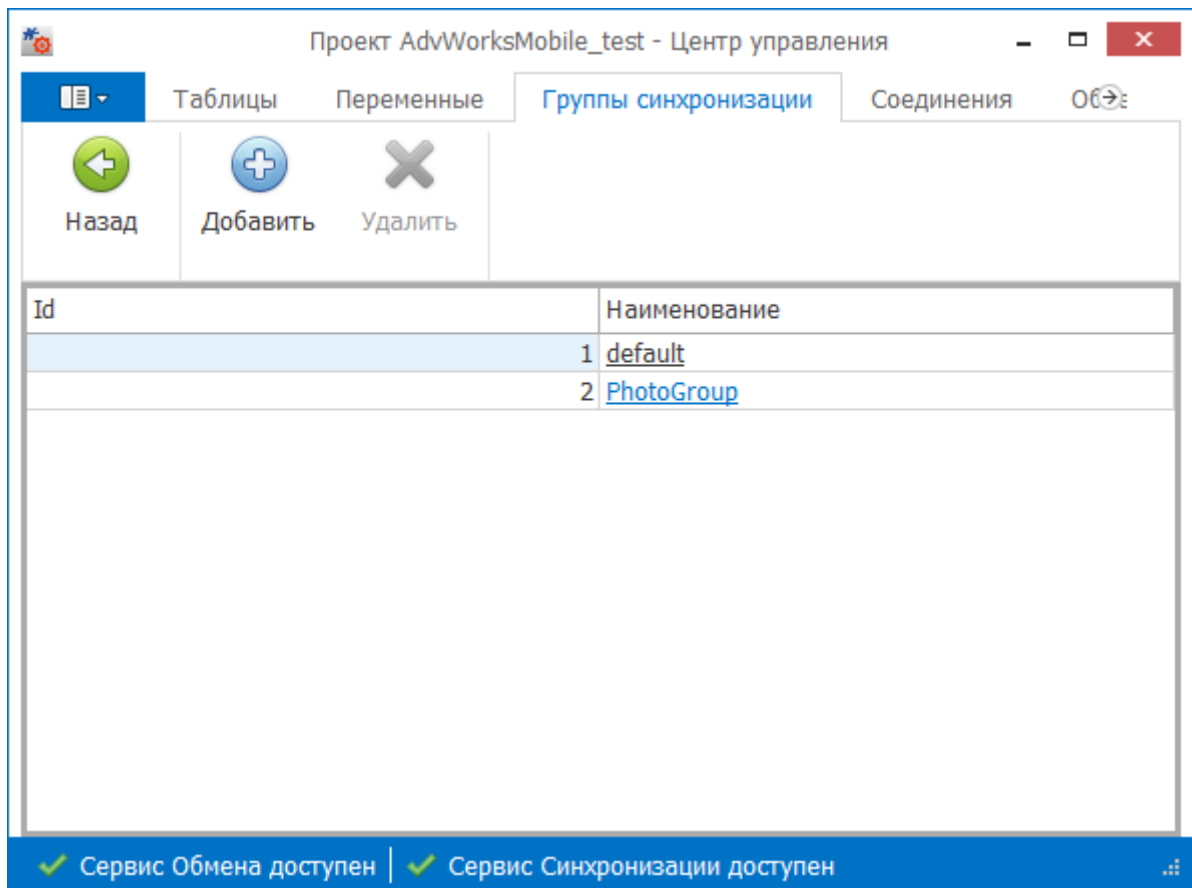 Проект AdvWorksMobile_test - Центр управления
Таблицы Переменные Группы синхронизации Соединения
Назад Добавить Удалить
Id Наименование
1 default
2 PhotoGroup
Сервис Обмена доступен Сервис Синхронизации доступен